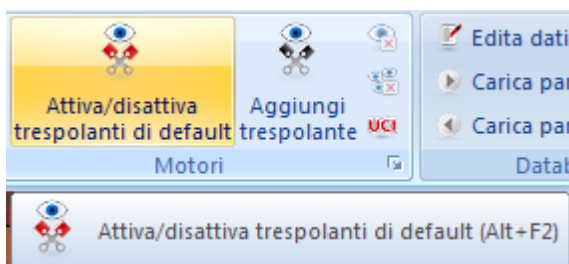 Attiva/disattiva
trespolanti di default
Aggiungi
trespolante
UCI
Motori
Edita dati
Carica par
Carica par
Datab
Attiva/disattiva trespolanti di default (Alt+F2)